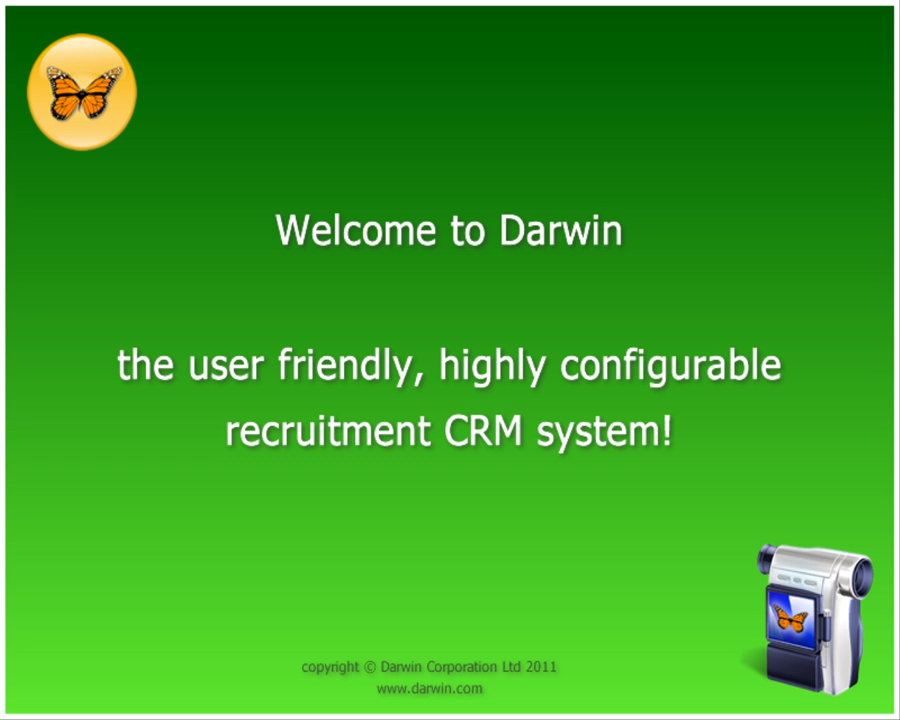 Welcome to Darwin
the user friendly, highly configurable
recruitment CRM system!
copyright © Darwin Corporation Ltd 2011
www.darwin.com